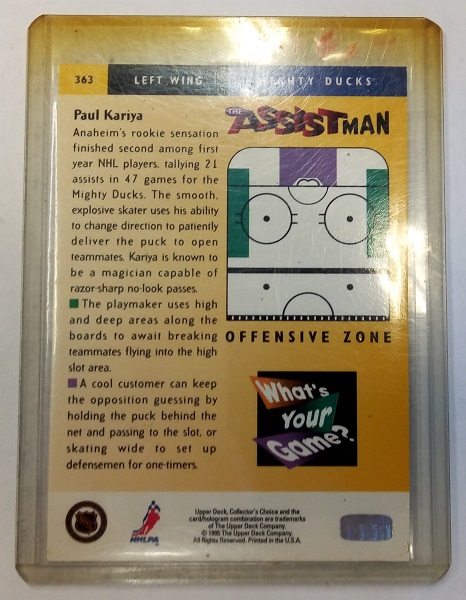 363 LEFT WING MIGHTY DUCKS
Paul Kariya
Anaheim's rookie sensation
finished second among first
year NHL players, tallying 21
assists in 47 games for the
Mighty Ducks. The smooth,
explosive skater uses his ability
to change direction to patiently
deliver the puck to open
teammates. Kariya is known to
be a magician capable of
razor-sharp no-look passes.
The playmaker uses high
and deep areas along the
boards to await breaking
teammates flying into the high
slot area.
A cool customer can keep
the opposition guessing by
holding the puck behind the
net and passing to the slot, or
skating wide to set up
defensemen for one-timers.
THE ASSISTMAN
OFFENSIVE ZONE
What's
Your
Game?
NHL
NHLPA
Upper Deck, Collector's Choice and the
card/hologram combination are trademarks
of The Upper Deck Company.
© 1995 The Upper Deck Company.
All Rights Reserved. Printed in the U.S.A.